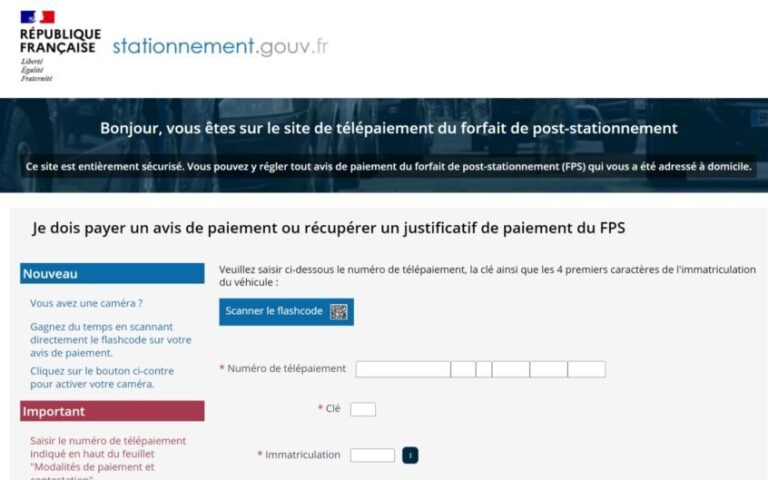 RÉPUBLIQUE
FRANÇAISE
Liberté
Égalité
Fraternité
stationnement.gouv.fr
Bonjour, vous êtes sur le site de télépaiement du forfait de post-stationnement
Ce site est entièrement sécurisé. Vous pouvez y régler tout avis de paiement du forfait de post-stationnement (FPS) qui vous a été adressé à domicile.
Je dois payer un avis de paiement ou récupérer un justificatif de paiement du FPS
Nouveau
Vous avez une caméra ?
Gagnez du temps en scannant
directement le flashcode sur votre
avis de paiement.
Cliquez sur le bouton ci-contre
pour activer votre caméra.
Important
Saisir le numéro de télépaiement
indiqué en haut du feuillet
"Modalités de paiement et
contestation"
Veuillez saisir ci-dessous le numéro de télépaiement, la clé ainsi que les 4 premiers caractères de l'immatriculation
du véhicule :
Scanner le flashcode
* Numéro de télépaiement
* Clé
* Immatriculation
I